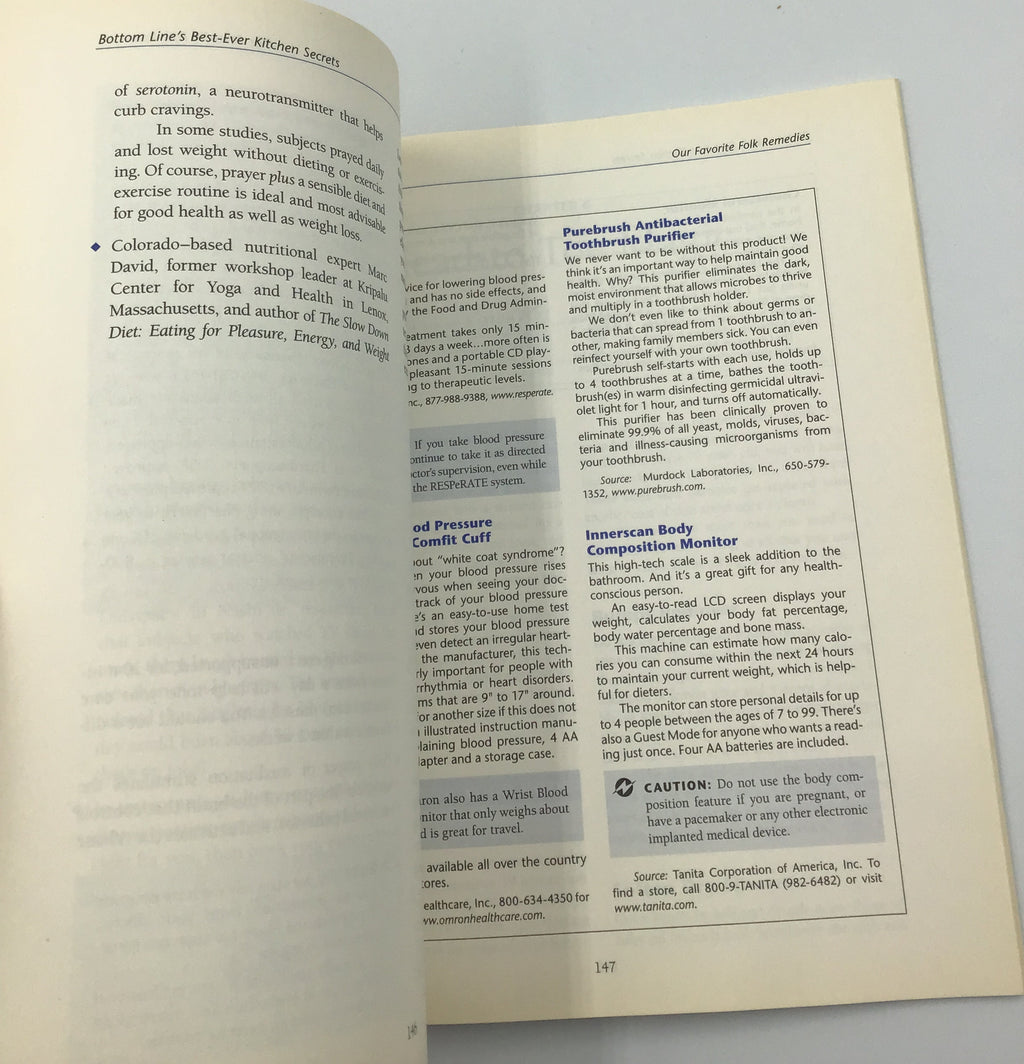 Bottom Line's Best-Ever Kitchen Secrets
of serotonin, a neurotransmitter that helps
curb cravings.
In some studies, subjects prayed daily
and lost weight without dieting or exercis-
ing. Of course, prayer plus a sensible diet and
exercise routine is ideal and most advisable
for good health as well as weight loss.
◆ Colorado–based nutritional expert Marc
David, former workshop leader at Kripalu
Center for Yoga and Health in Lenox,
Massachusetts, and author of The Slow Down
Diet: Eating for Pleasure, Energy, and Weight
146
Our Favorite Folk Remedies
vice for lowering blood pres-
and has no side effects, and
the Food and Drug Admin-
eatment takes only 15 min-
3 days a week…more often is
ones and a portable CD play-
pleasant 15-minute sessions
ng to therapeutic levels.
nc., 877-988-9388, www.resperate.
If you take blood pressure
ontinue to take it as directed
ctor's supervision, even while
the RESPeRATE system.
od Pressure
Comfit Cuff
out "white coat syndrome"?
en your blood pressure rises
vous when seeing your doc-
track of your blood pressure
e's an easy-to-use home test
nd stores your blood pressure
even detect an irregular heart-
the manufacturer, this tech-
rly important for people with
rrhythmia or heart disorders.
ms that are 9" to 17" around.
or another size if this does not
illustrated instruction manu-
laining blood pressure, 4 AA
lapter and a storage case.
ron also has a Wrist Blood
nitor that only weighs about
d is great for travel.
available all over the country
ores.
ealthcare, Inc., 800-634-4350 for
ww.omronhealthcare.com.
Purebrush Antibacterial
Toothbrush Purifier
We never want to be without this product! We
think it's an important way to help maintain good
health. Why? This purifier eliminates the dark,
moist environment that allows microbes to thrive
and multiply in a toothbrush holder.
We don't even like to think about germs or
bacteria that can spread from 1 toothbrush to an-
other, making family members sick. You can even
reinfect yourself with your own toothbrush.
Purebrush self-starts with each use, holds up
to 4 toothbrushes at a time, bathes the tooth-
brush(es) in warm disinfecting germicidal ultravi-
olet light for 1 hour, and turns off automatically.
This purifier has been clinically proven to
eliminate 99.9% of all yeast, molds, viruses, bac-
teria and illness-causing microorganisms from
your toothbrush.
Source: Murdock Laboratories, Inc., 650-579-
1352, www.purebrush.com.
Innerscan Body
Composition Monitor
This high-tech scale is a sleek addition to the
bathroom. And it's a great gift for any health-
conscious person.
An easy-to-read LCD screen displays your
weight, calculates your body fat percentage,
body water percentage and bone mass.
This machine can estimate how many calo-
ries you can consume within the next 24 hours
to maintain your current weight, which is help-
ful for dieters.
The monitor can store personal details for up
to 4 people between the ages of 7 to 99. There's
also a Guest Mode for anyone who wants a read-
ing just once. Four AA batteries are included.
CAUTION: Do not use the body com-
position feature if you are pregnant, or
have a pacemaker or any other electronic
implanted medical device.
Source: Tanita Corporation of America, Inc. To
find a store, call 800-9-TANITA (982-6482) or visit
www.tanita.com.
147